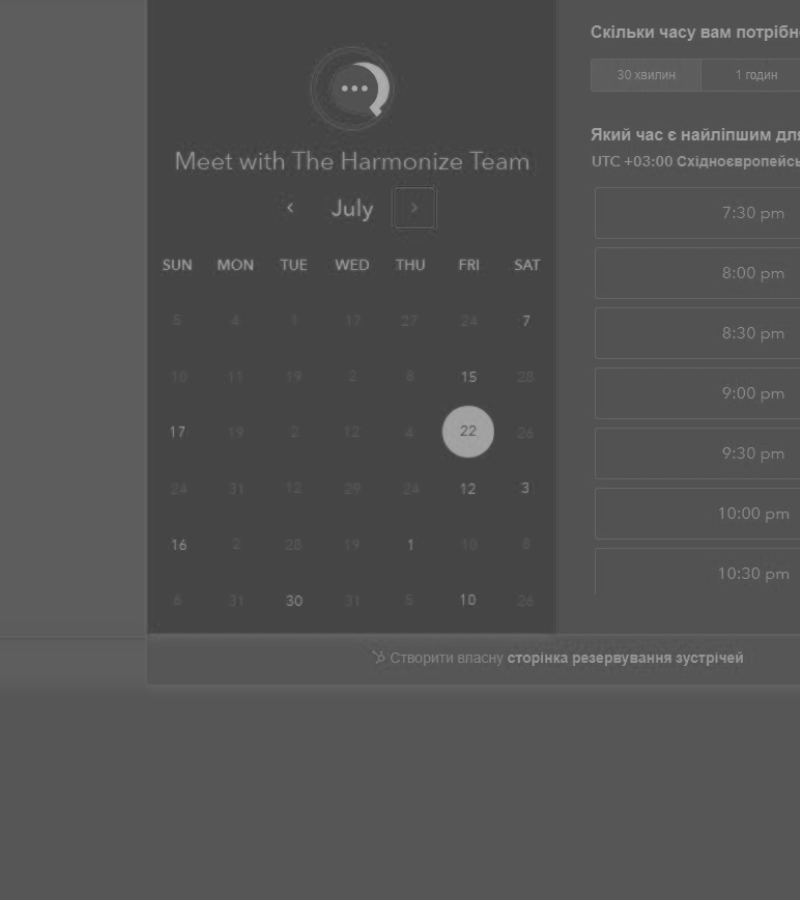 Meet with The Harmonize Team
July
SUN MON TUE WED THU FRI SAT
5 4 1 17 27 24 7
10 11 19 2 8 15 28
17 19 2 12 4 22 26
24 31 12 29 24 12 3
16 2 28 19 1 10 8
6 31 30 31 5 10 26
Створити власну сторінка резервування зустрічей
Скільки часу вам потрібн
30 хвилин 1 годин
Який час є найліпшим для
UTC +03:00 Східноєвропейсь
7:30 pm
8:00 pm
8:30 pm
9:00 pm
9:30 pm
10:00 pm
10:30 pm